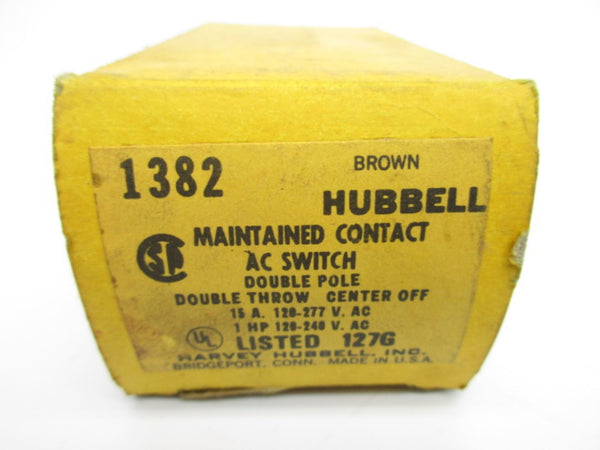 1382 BROWN
HUBBELL
MAINTAINED CONTACT
AC SWITCH
DOUBLE POLE
DOUBLE THROW CENTER OFF
15 A. 120-277 V. AC
1 HP 120-240 V. AC
UL LISTED 127G
HARVEY HUBBELL, INC.
BRIDGEPORT, CONN. MADE IN U.S.A.